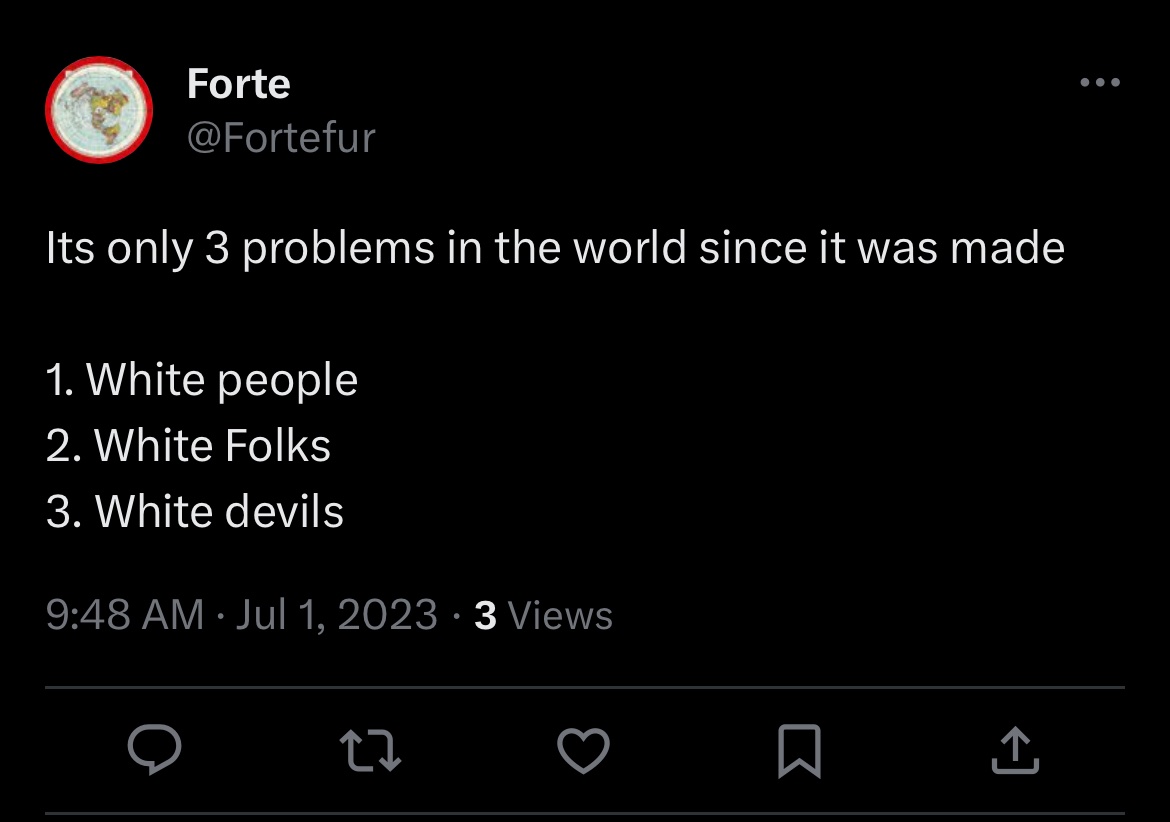 Forte
@Fortefur
Its only 3 problems in the world since it was made
1. White people
2. White Folks
3. White devils
9:48 AM · Jul 1, 2023 · 3 Views